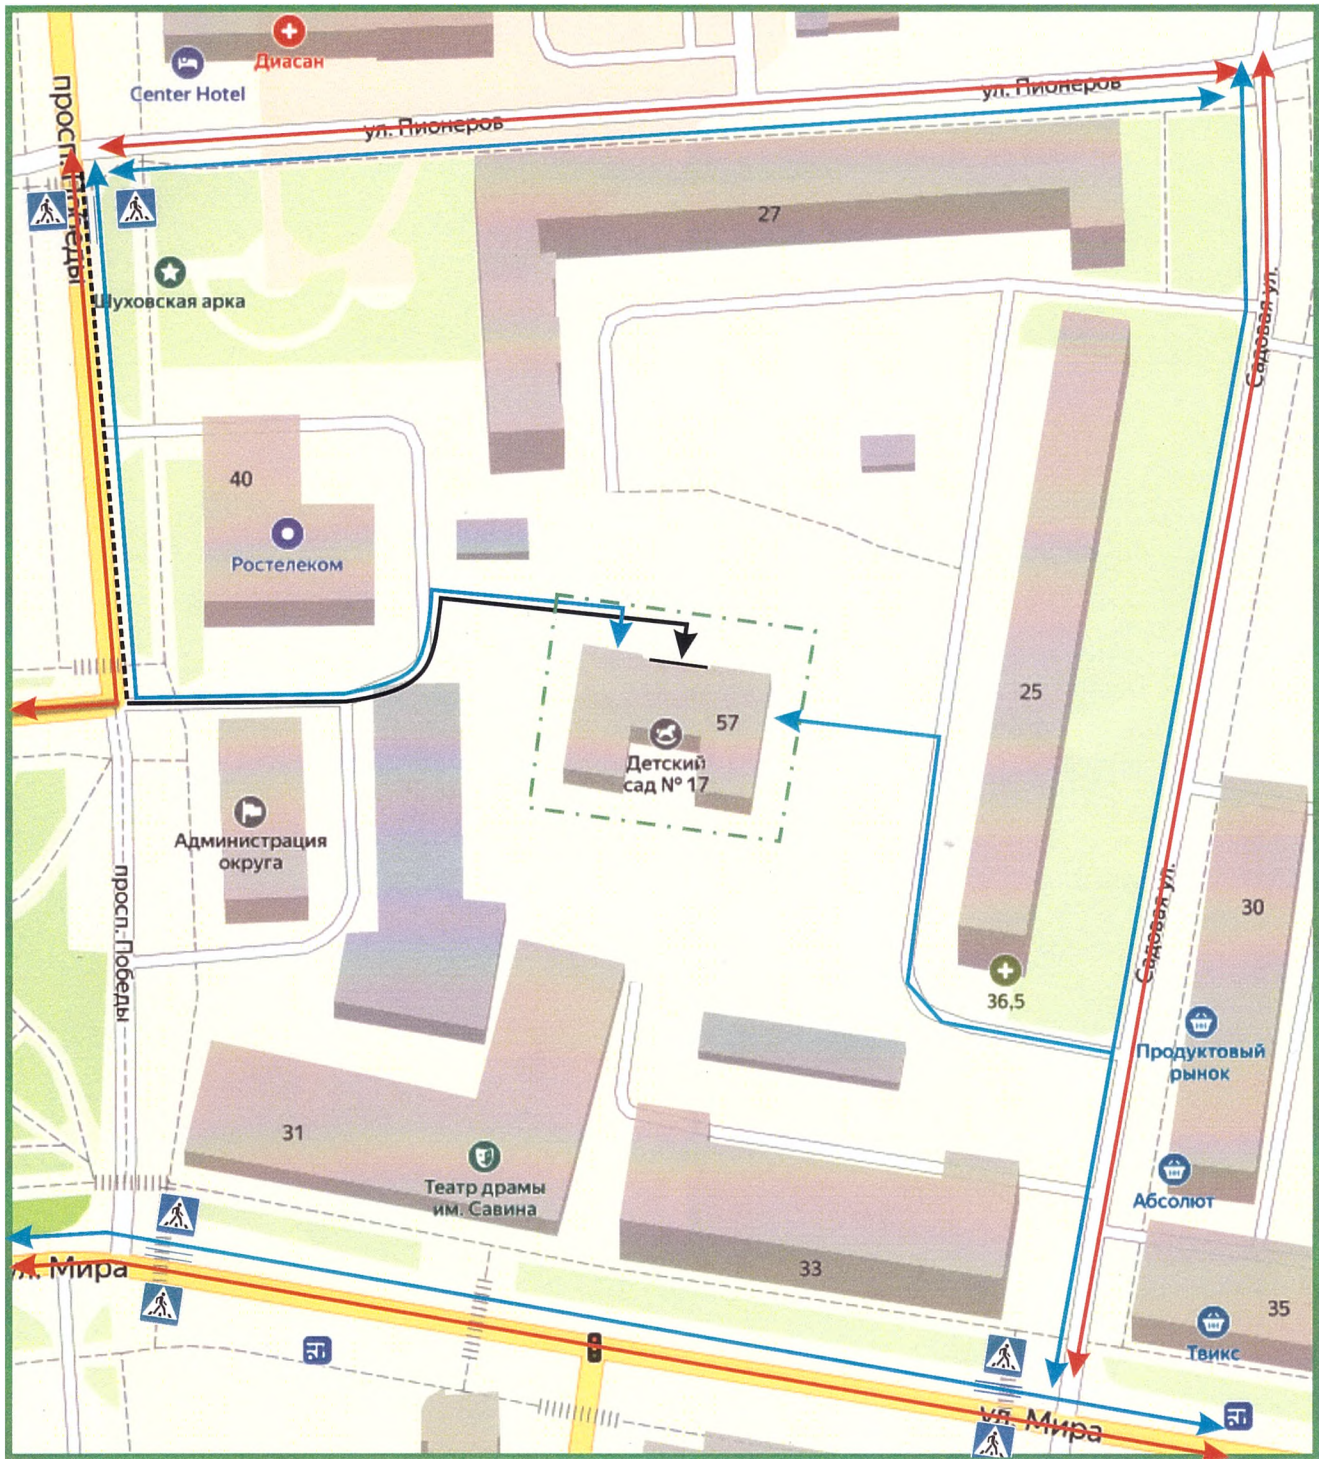 Диасан
Center Hotel
ул. Пионеров
ул. Пионеров
просп. Победы
27
Шуховская арка
Садовая ул.
40
Ростелеком
25
57
Детский
сад № 17
Администрация
округа
просп. Победы
30
Садовая ул.
36,5
Продуктовый
рынок
31
Театр драмы
им. Савина
Абсолют
ул. Мира
33
35
Твикс
ул. Мира